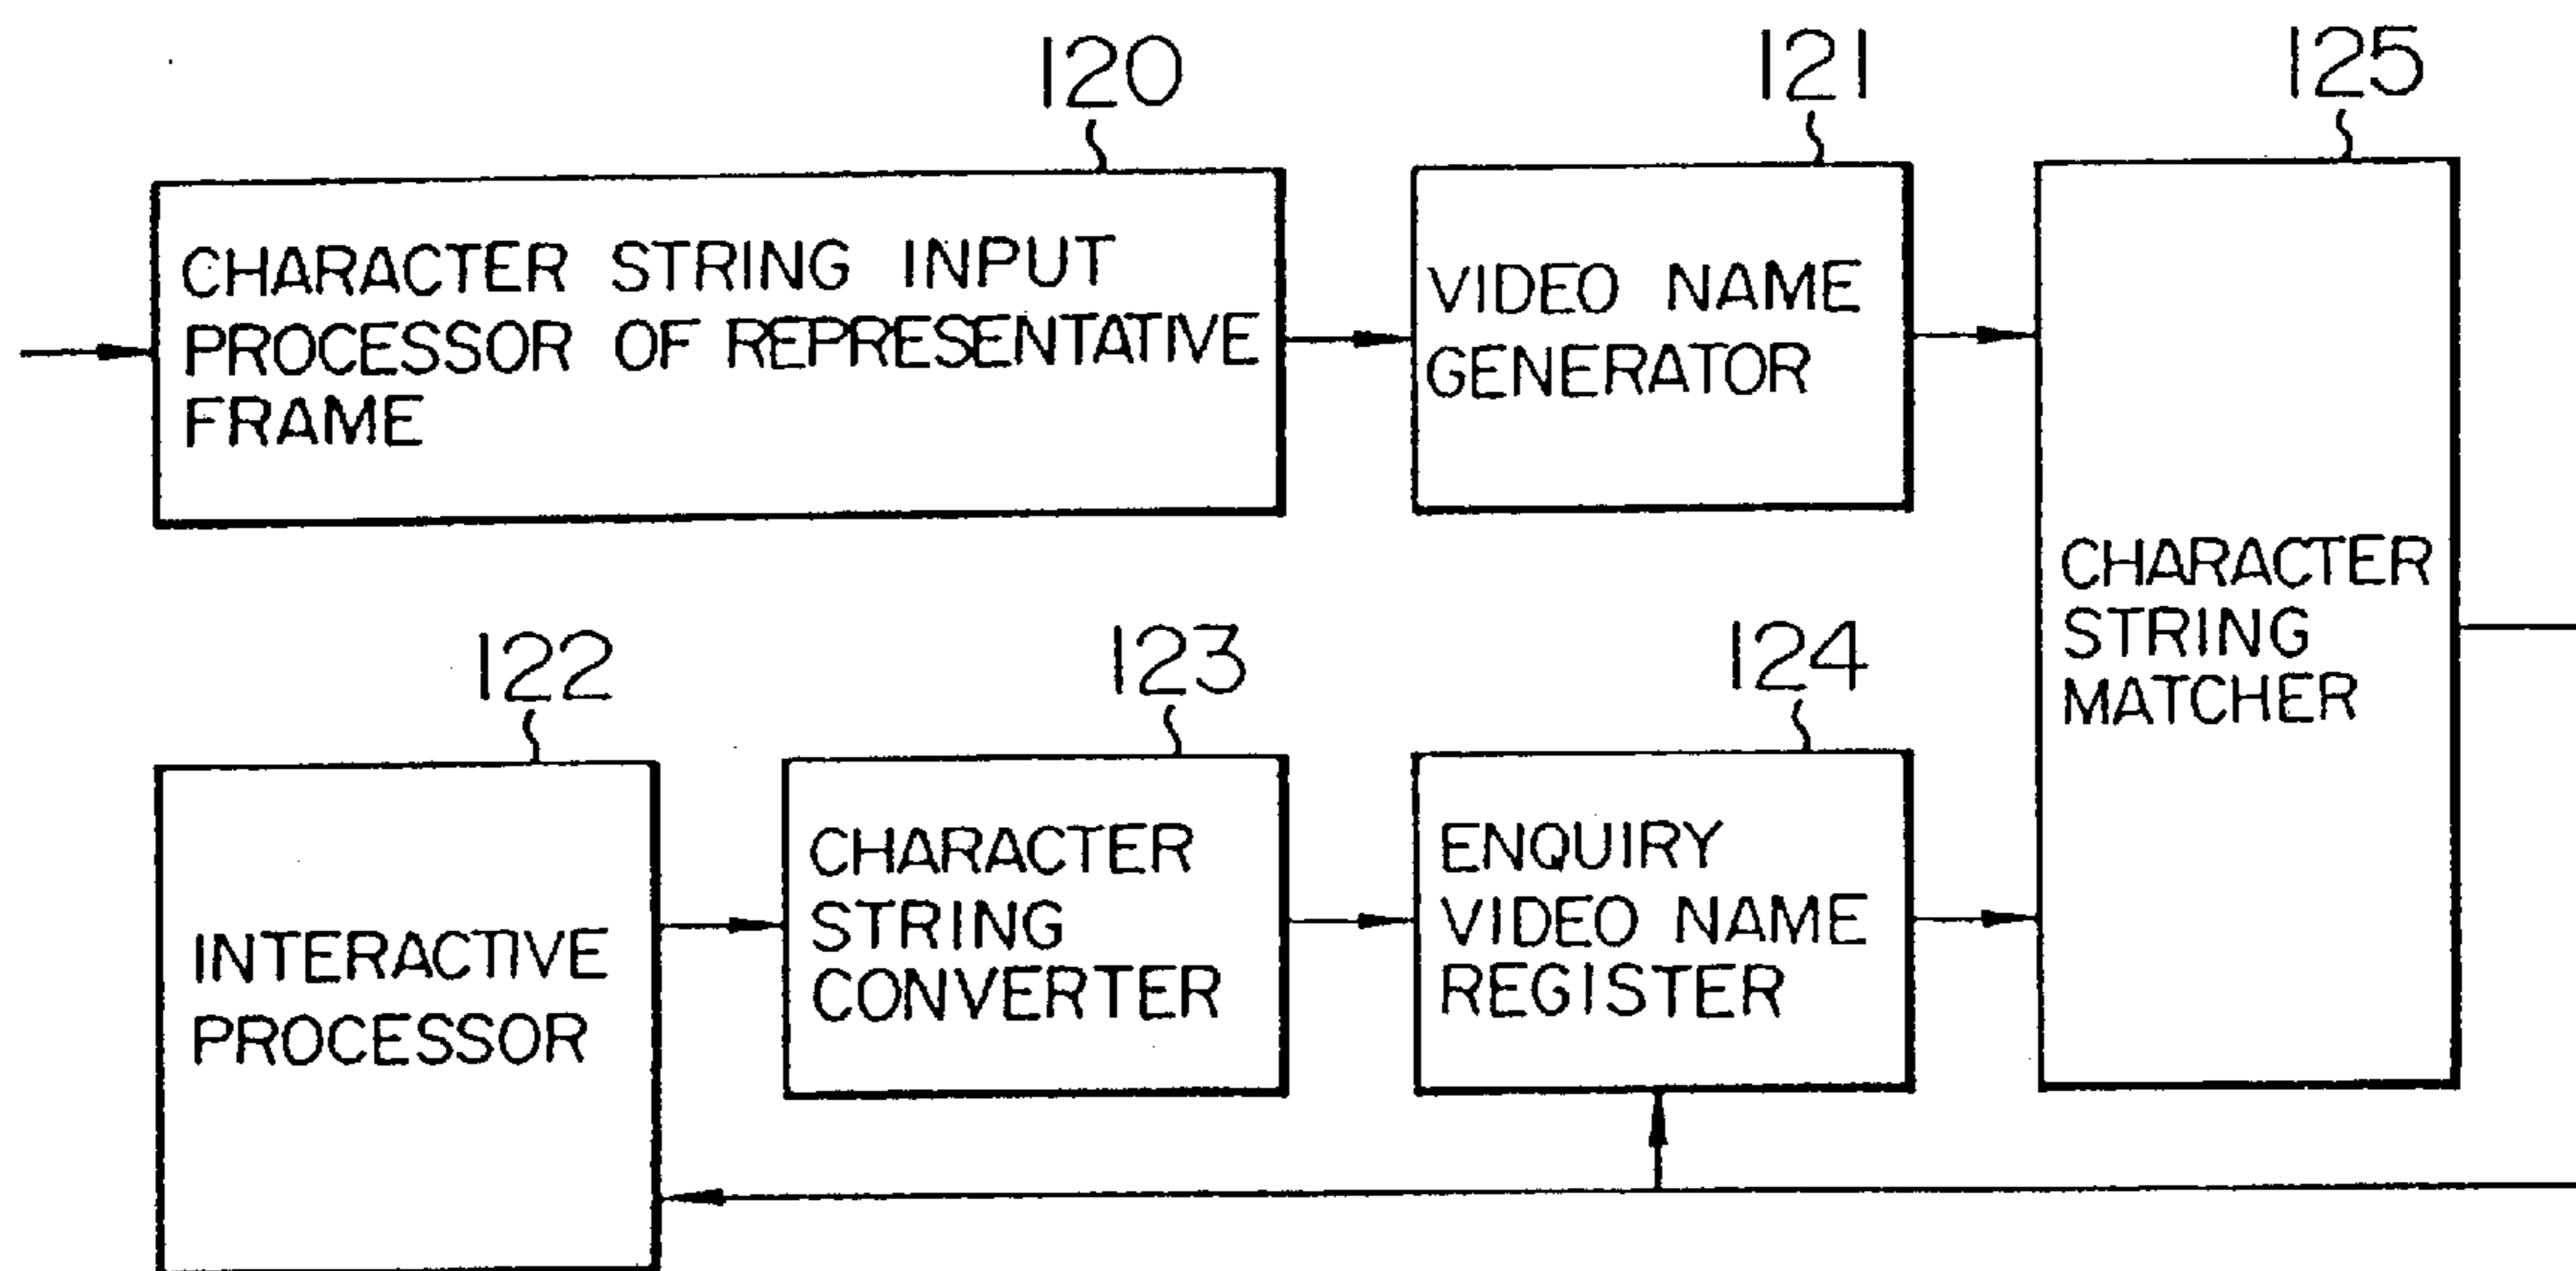 120
CHARACTER STRING INPUT
PROCESSOR OF REPRESENTATIVE
FRAME
121
VIDEO NAME
GENERATOR
125
CHARACTER
STRING
MATCHER
122
INTERACTIVE
PROCESSOR
123
CHARACTER
STRING
CONVERTER
124
ENQUIRY
VIDEO NAME
REGISTER